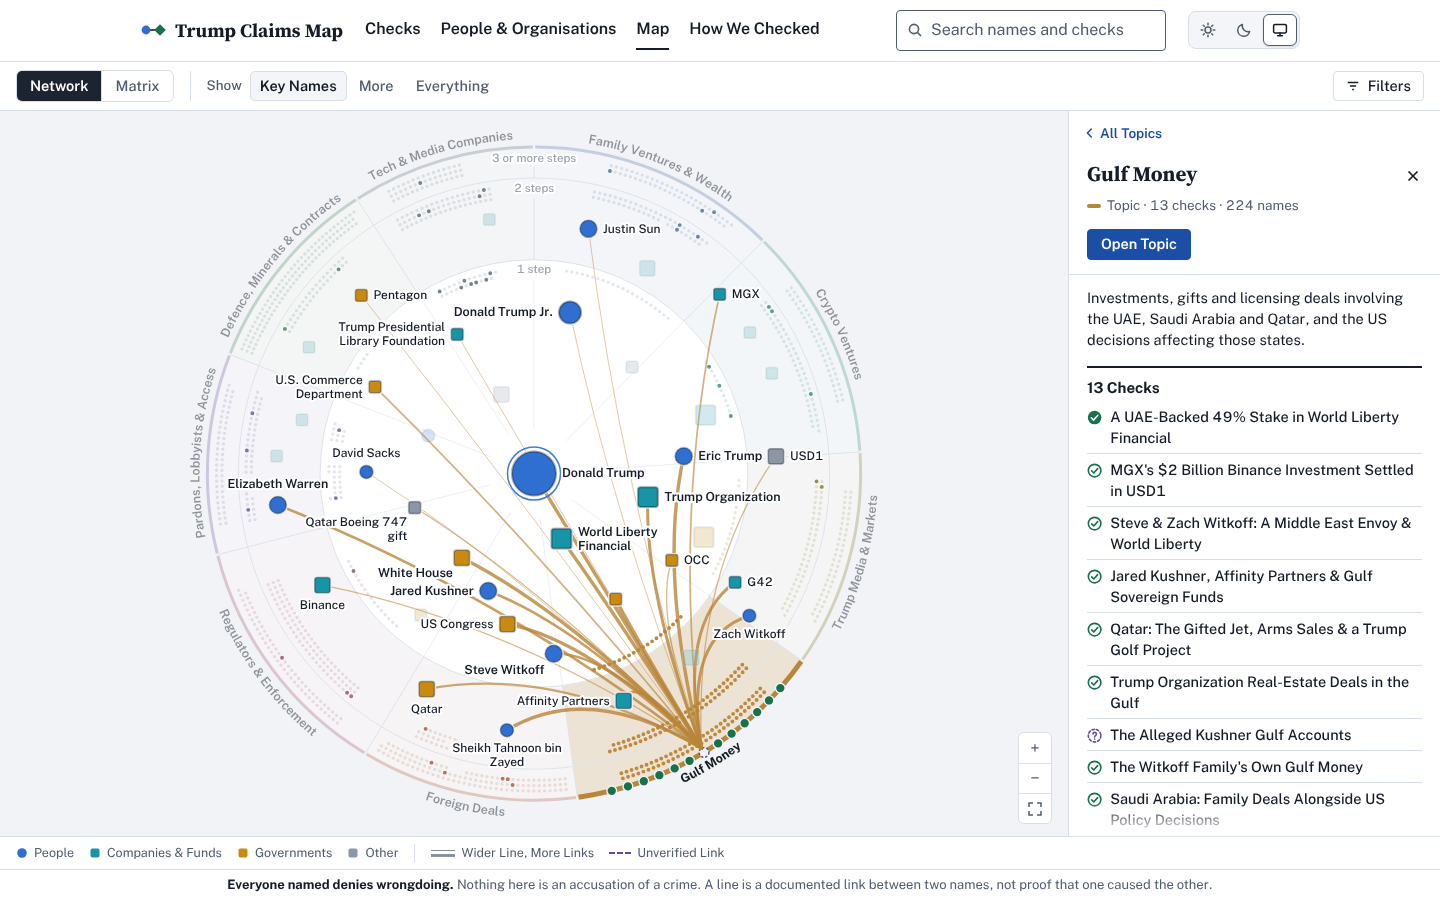 Trump Claims Map
Checks
People & Organisations
Map
How We Checked
Search names and checks
Network
Matrix
Show
Key Names
More
Everything
Filters
Tech & Media Companies
Family Ventures & Wealth
Defence, Minerals & Contracts
Crypto Ventures
Pardons, Lobbyists & Access
Trump Media & Markets
Regulators & Enforcement
Foreign Deals
Gulf Money
3 or more steps
2 steps
1 step
Justin Sun
Pentagon
MGX
Donald Trump Jr.
Trump Presidential
Library Foundation
U.S. Commerce
Department
David Sacks
Eric Trump
USD1
Donald Trump
Elizabeth Warren
Trump Organization
Qatar Boeing 747
gift
World Liberty
Financial
OCC
White House
Jared Kushner
G42
Binance
US Congress
Zach Witkoff
Steve Witkoff
Qatar
Affinity Partners
Sheikh Tahnoon bin
Zayed
All Topics
Gulf Money
Topic · 13 checks · 224 names
Open Topic
Investments, gifts and licensing deals involving
the UAE, Saudi Arabia and Qatar, and the US
decisions affecting those states.
13 Checks
A UAE-Backed 49% Stake in World Liberty
Financial
MGX's $2 Billion Binance Investment Settled
in USD1
Steve & Zach Witkoff: A Middle East Envoy &
World Liberty
Jared Kushner, Affinity Partners & Gulf
Sovereign Funds
Qatar: The Gifted Jet, Arms Sales & a Trump
Golf Project
Trump Organization Real-Estate Deals in the
Gulf
The Alleged Kushner Gulf Accounts
The Witkoff Family's Own Gulf Money
Saudi Arabia: Family Deals Alongside US
Policy Decisions
People
Companies & Funds
Governments
Other
Wider Line, More Links
Unverified Link
Everyone named denies wrongdoing. Nothing here is an accusation of a crime. A line is a documented link between two names, not proof that one caused the other.